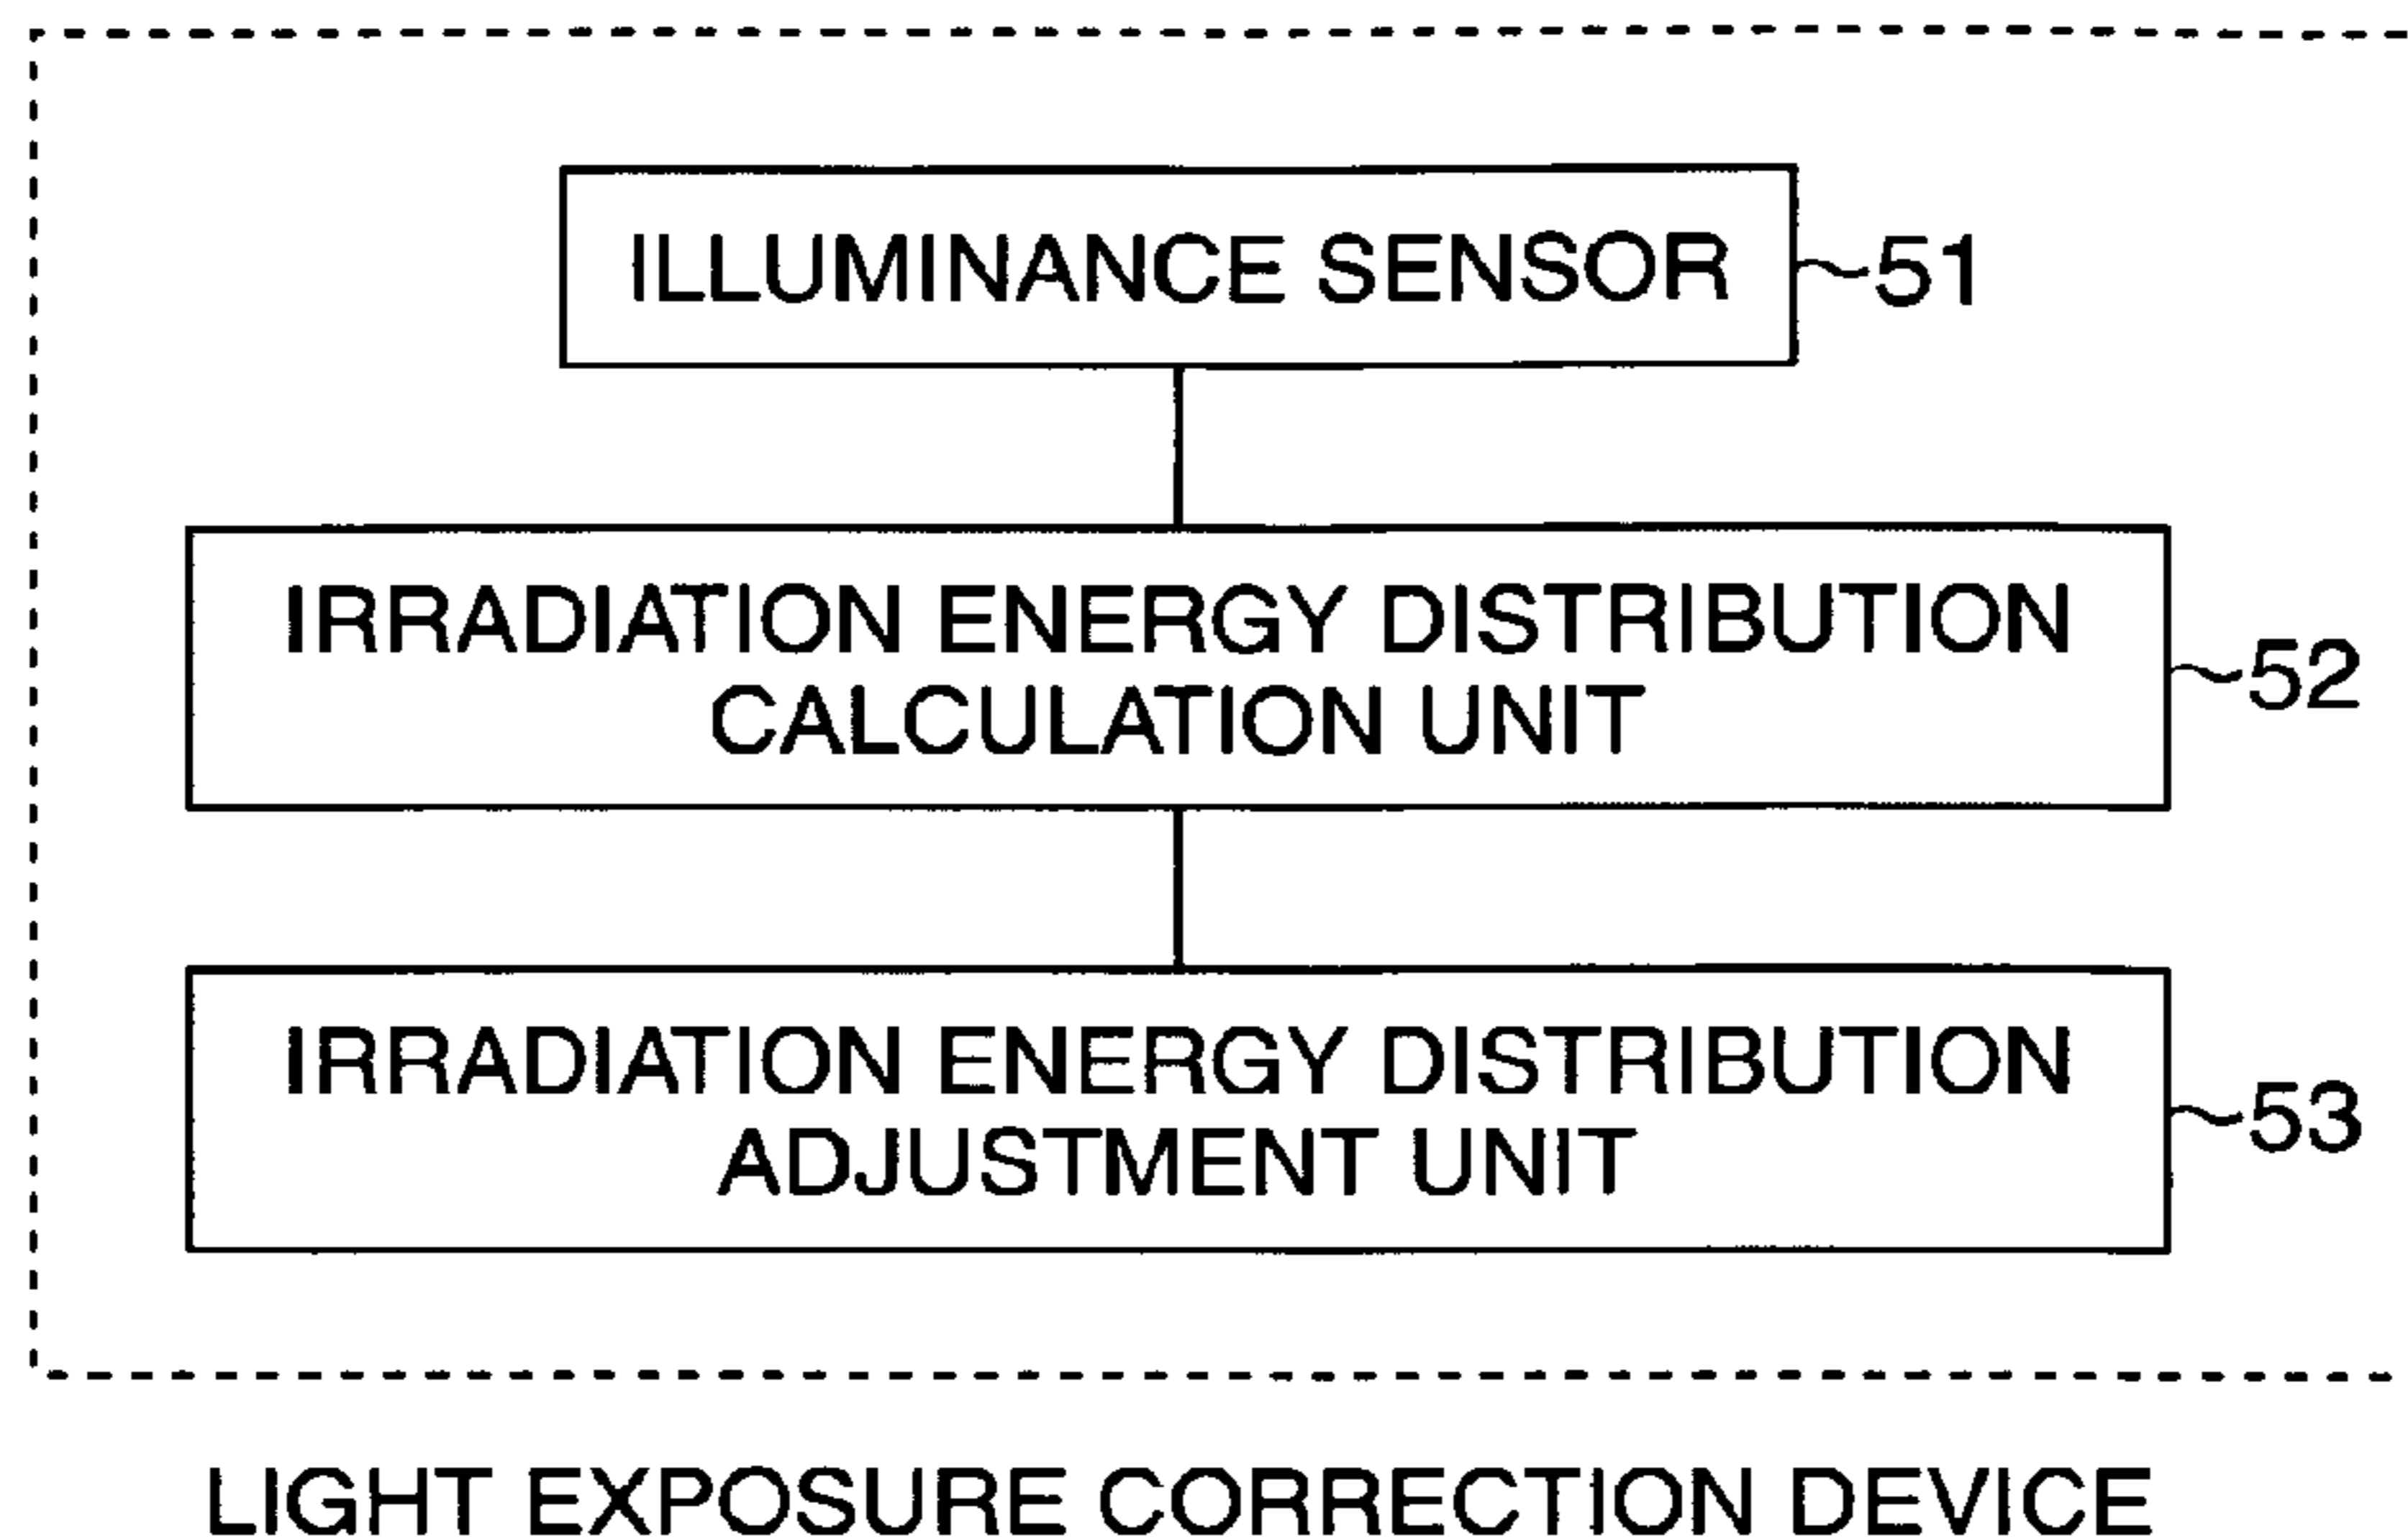 ILLUMINANCE SENSOR
51
IRRADIATION ENERGY DISTRIBUTION
CALCULATION UNIT
52
IRRADIATION ENERGY DISTRIBUTION
ADJUSTMENT UNIT
53
LIGHT EXPOSURE CORRECTION DEVICE